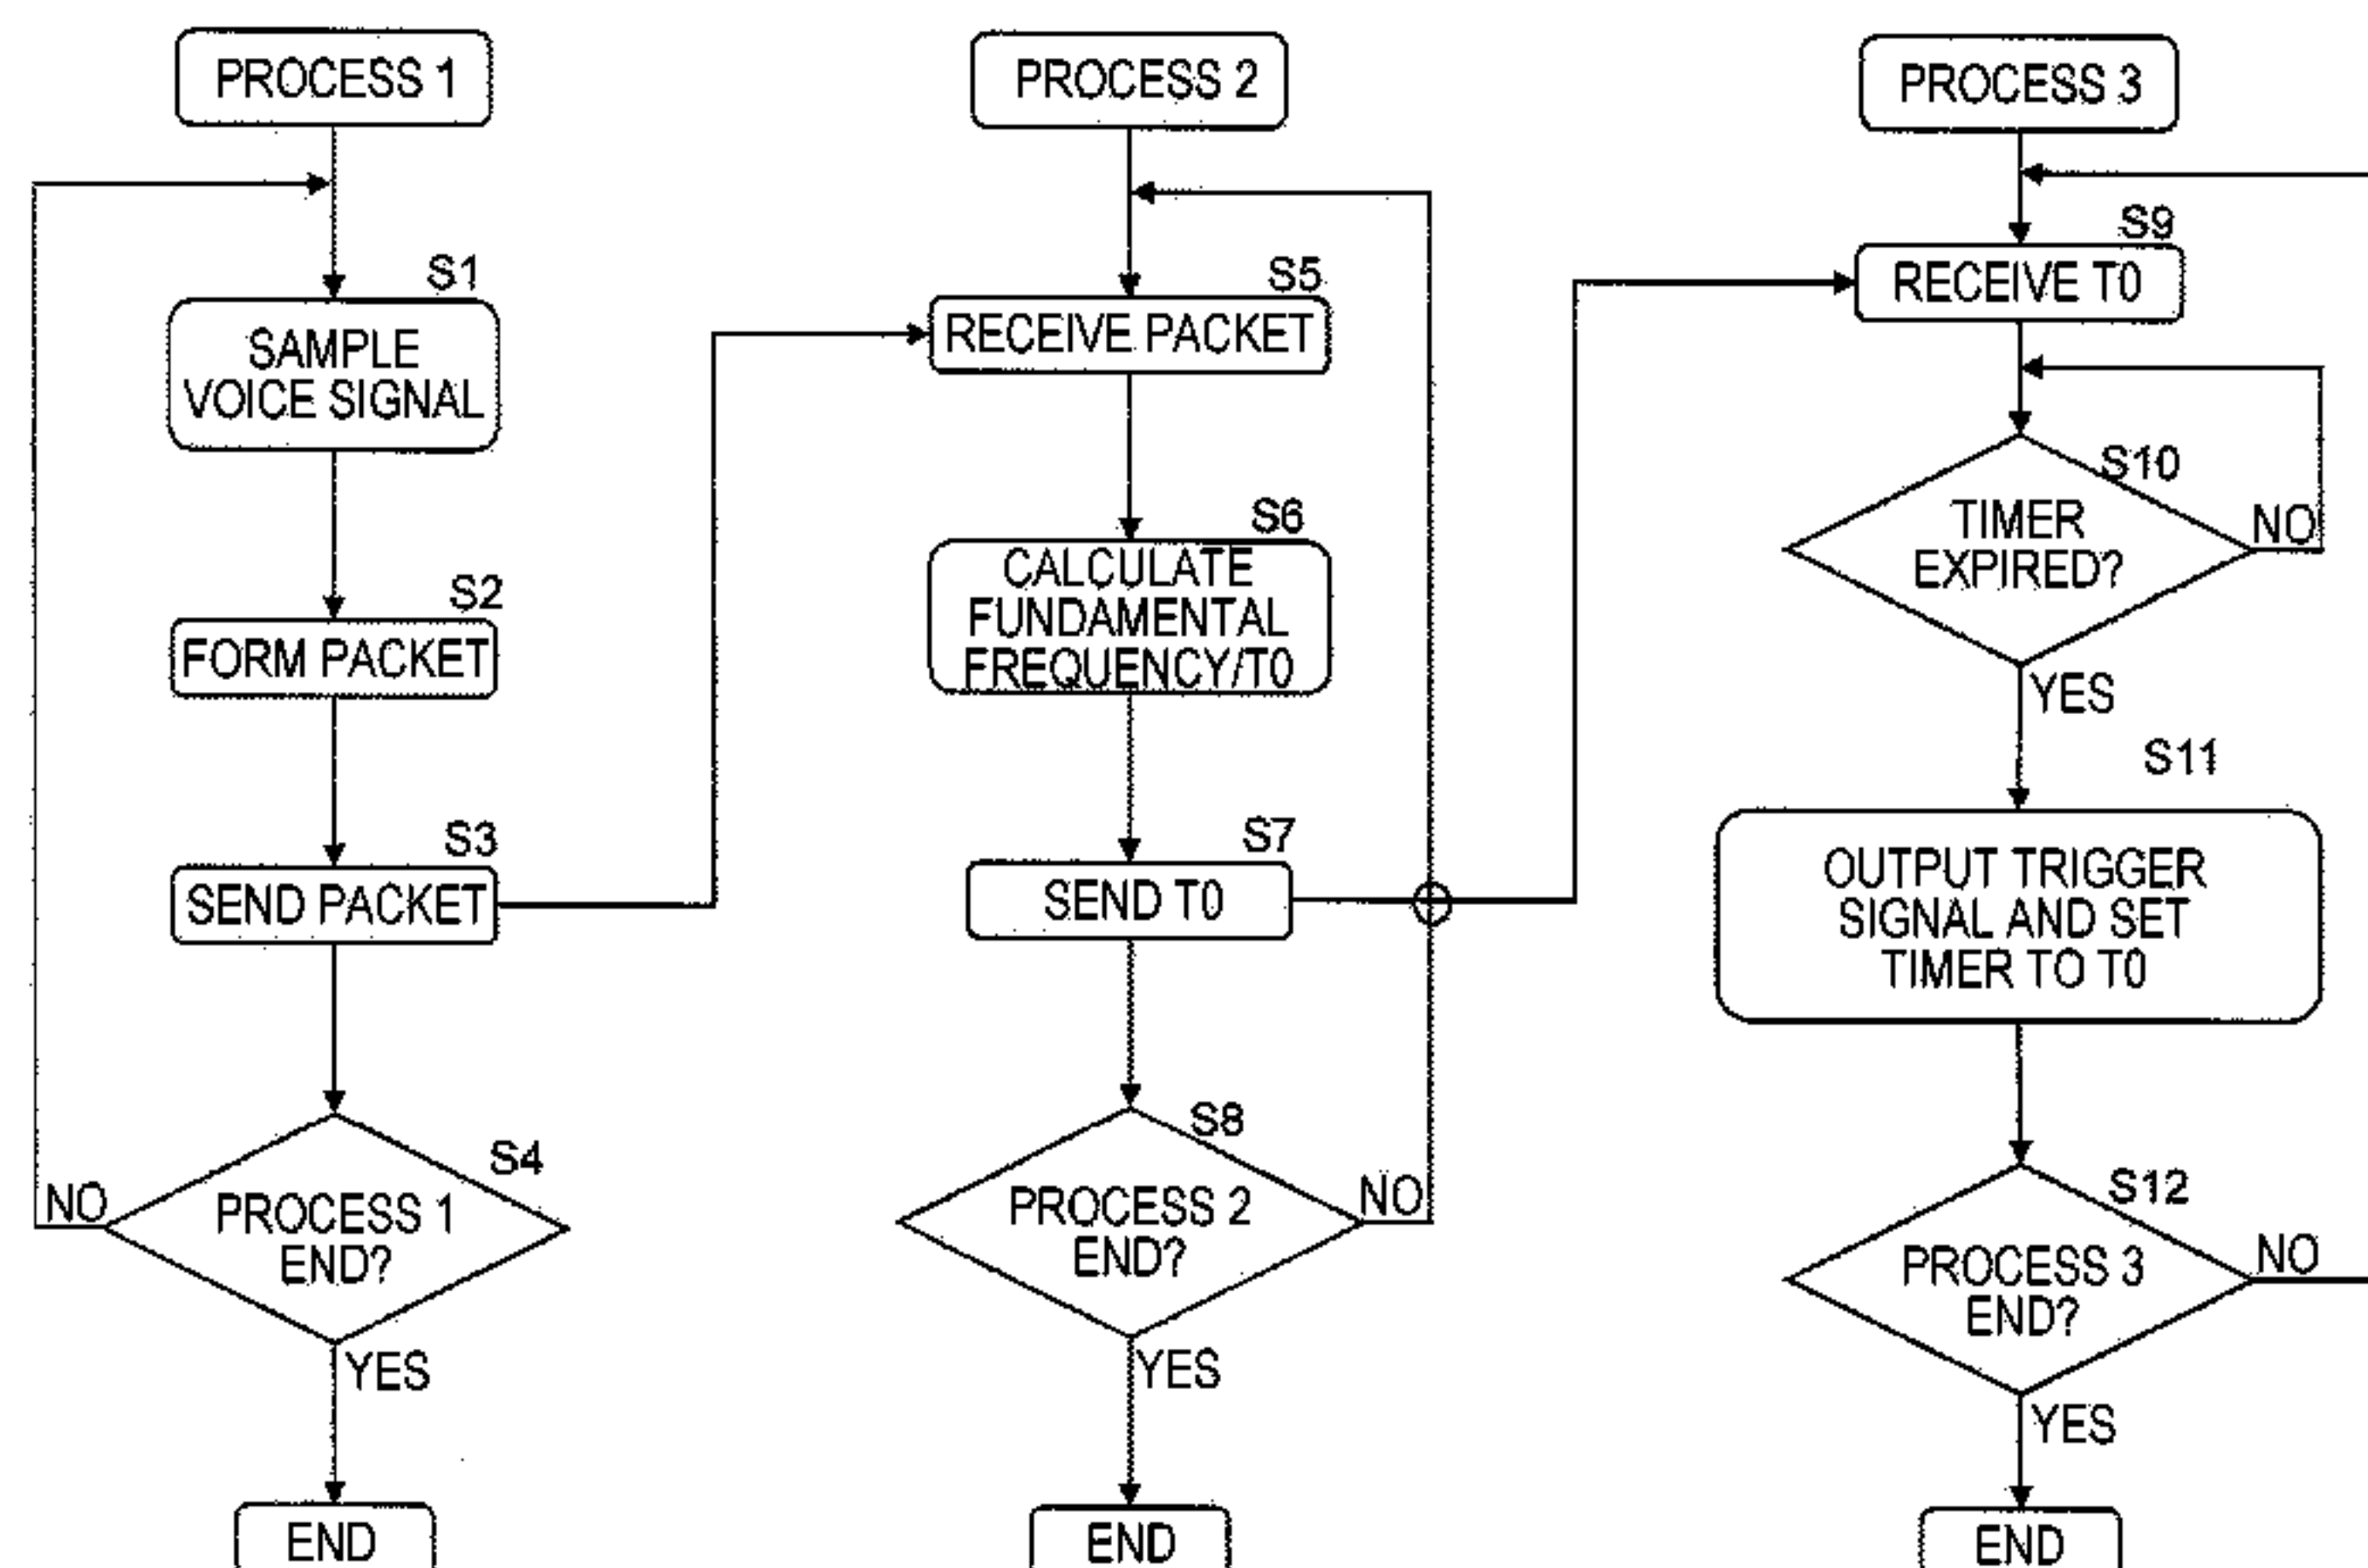 PROCESS 1
S1
SAMPLE
VOICE SIGNAL
S2
FORM PACKET
S3
SEND PACKET
S4
NO
PROCESS 1
END?
YES
END
PROCESS 2
S5
RECEIVE PACKET
S6
CALCULATE
FUNDAMENTAL
FREQUENCY/T0
S7
SEND T0
S8
NO
PROCESS 2
END?
YES
END
PROCESS 3
S9
RECEIVE T0
S10
TIMER
EXPIRED?
NO
YES
S11
OUTPUT TRIGGER
SIGNAL AND SET
TIMER TO T0
S12
NO
PROCESS 3
END?
YES
END